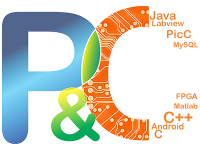 P&C
Java
Labview
PicC
MySQL
FPGA
Matlab
C++
Android
C